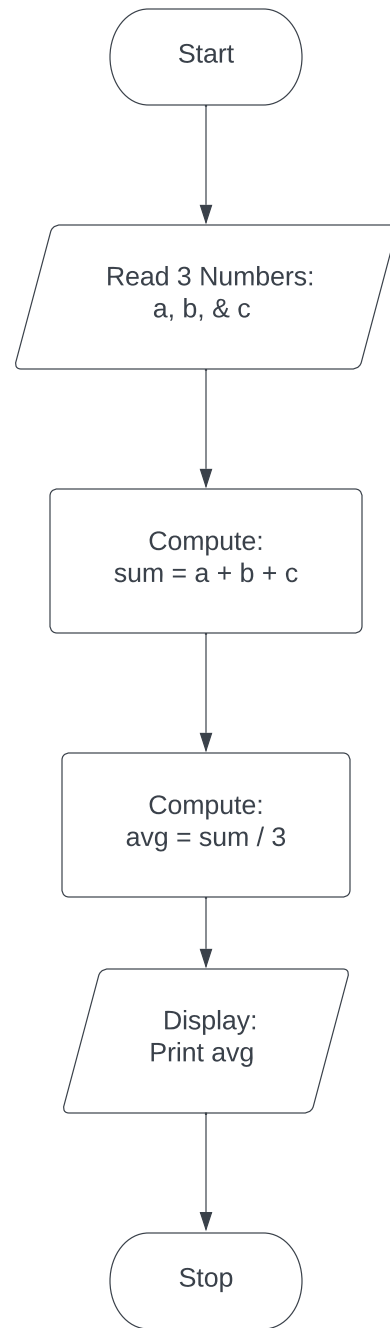 Start
Read 3 Numbers:
a, b, & c
Compute:
sum = a + b + c
Compute:
avg = sum / 3
Display:
Print avg
Stop